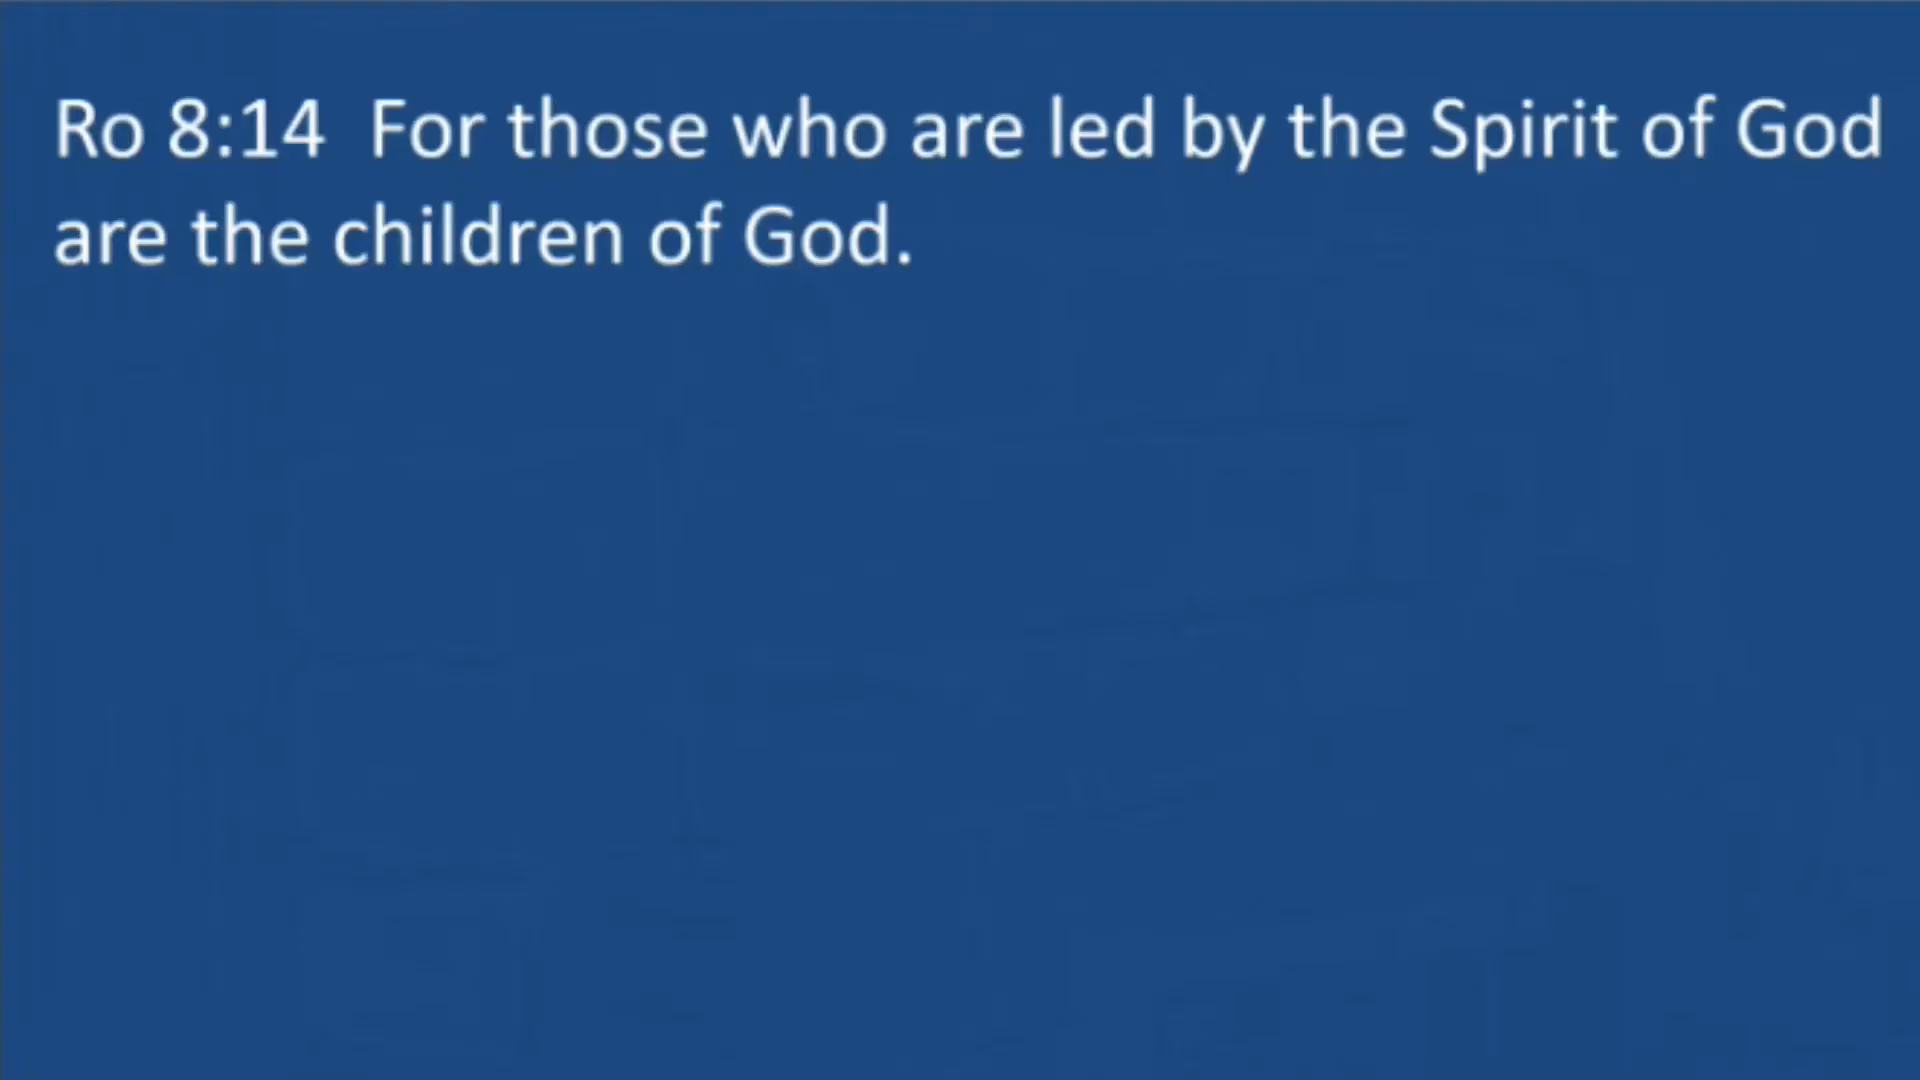 Ro 8:14  For those who are led by the Spirit of God
are the children of God.